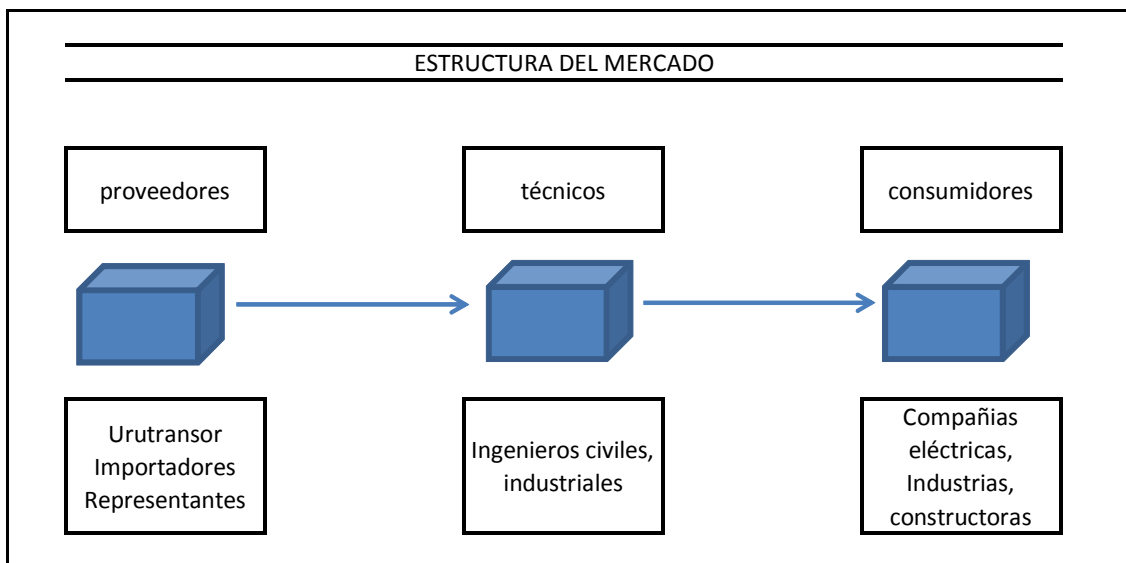 ESTRUCTURA DEL MERCADO
proveedores
técnicos
consumidores
Urutransor
Importadores
Representantes
Ingenieros civiles,
industriales
Compañias
eléctricas,
Industrias,
constructoras